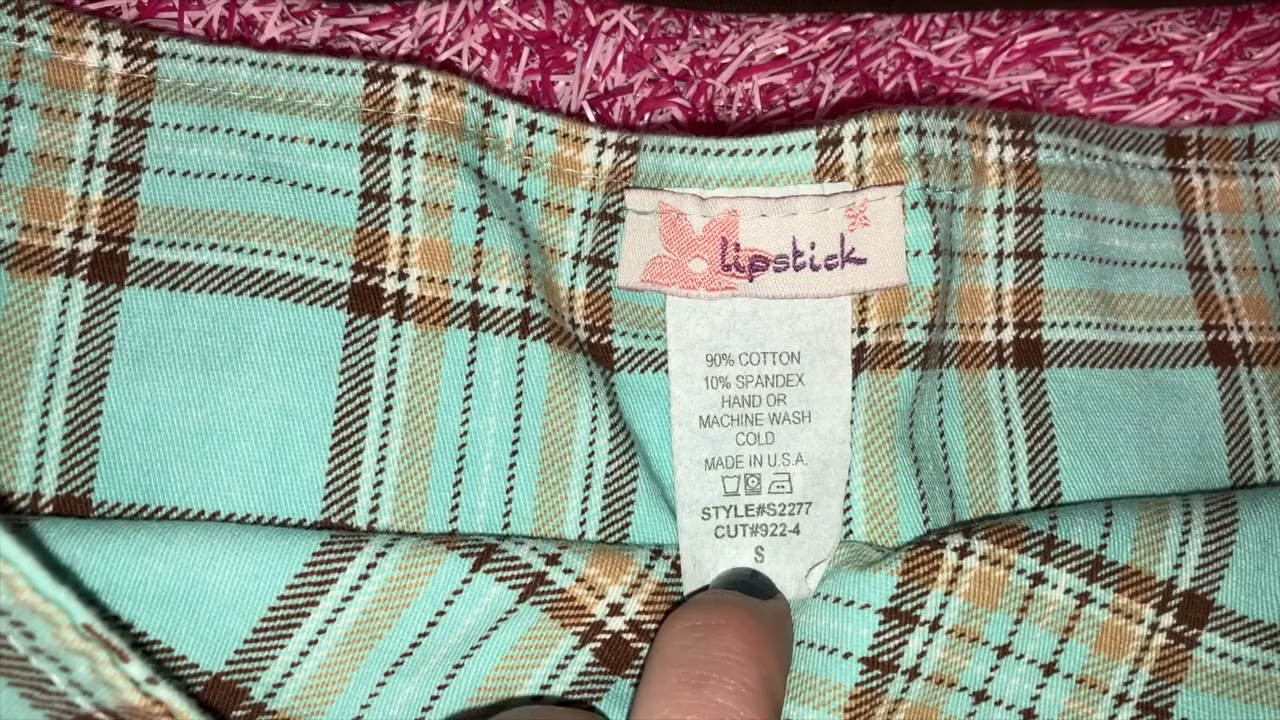 lipstick
90% COTTON
10% SPANDEX
HAND OR
MACHINE WASH
COLD
MADE IN U.S.A.
STYLE#S2277
CUT#922-4
S